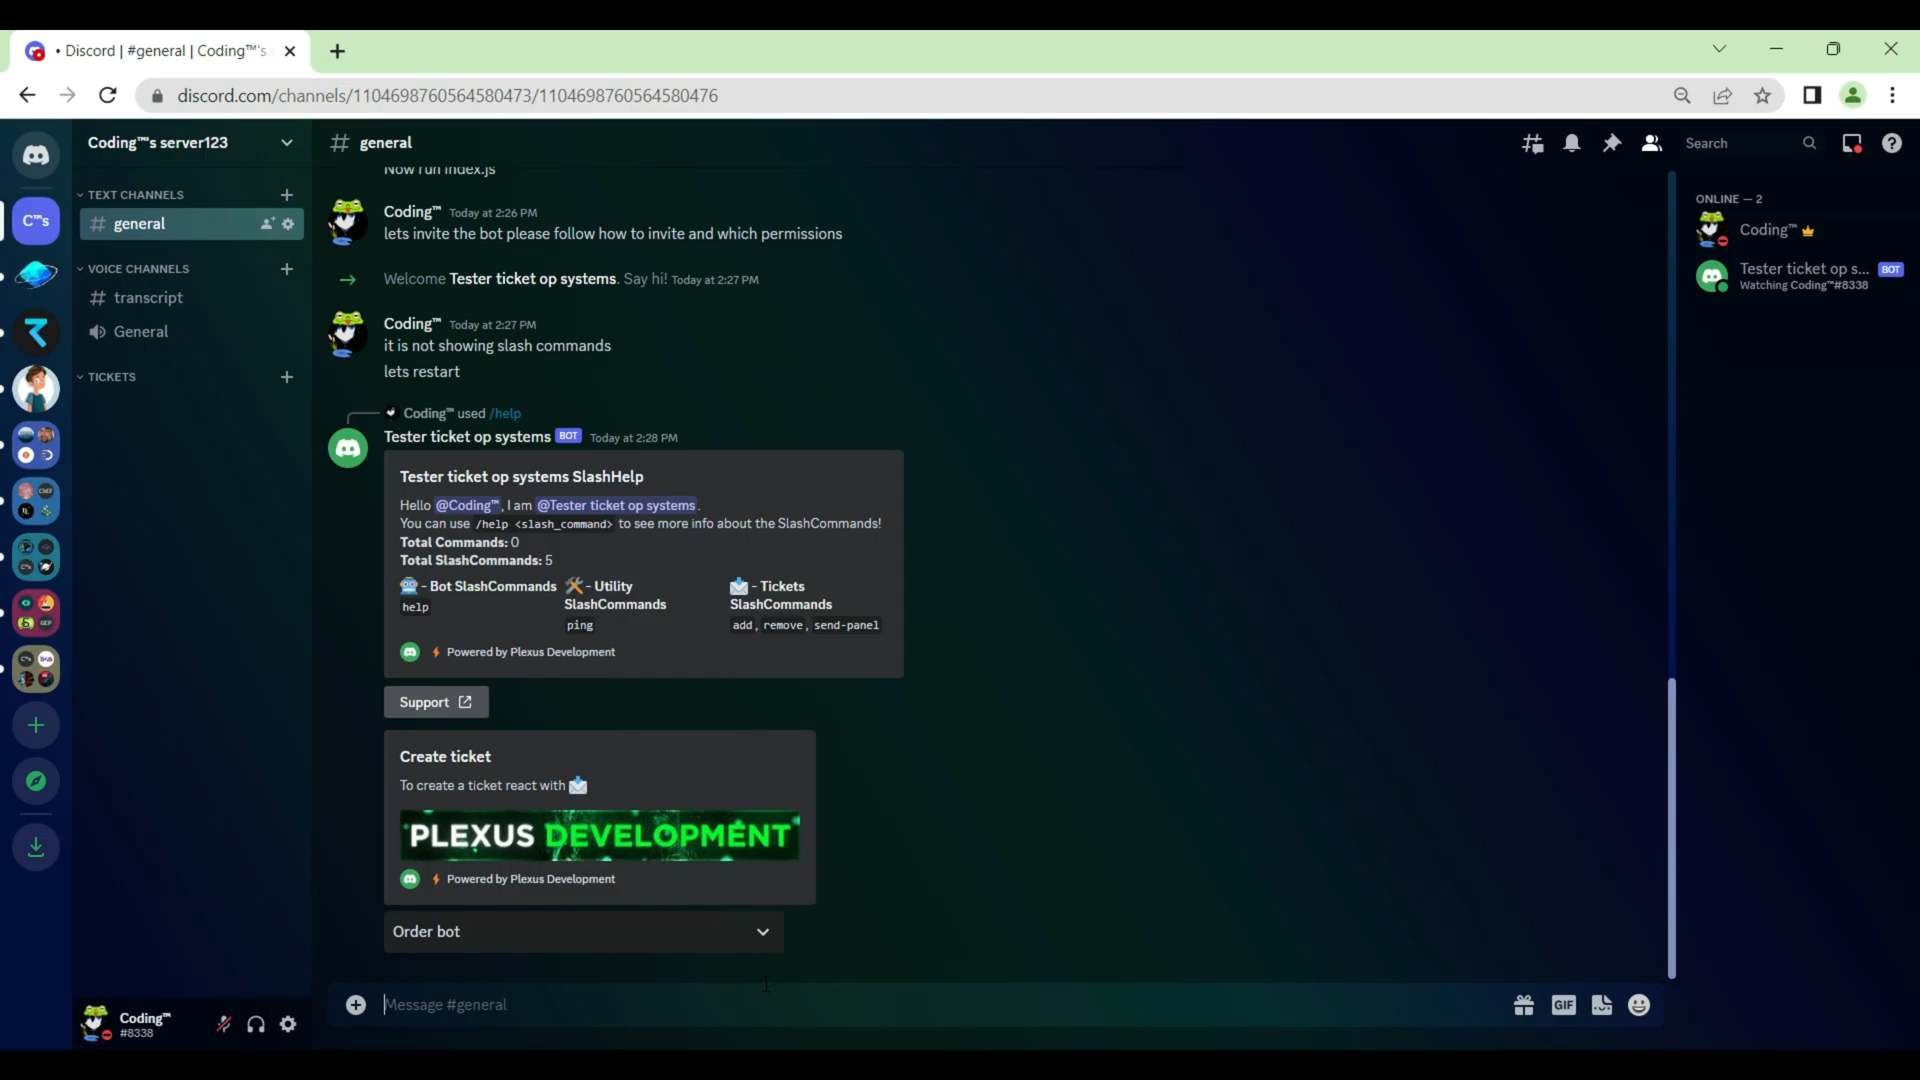 • Discord | #general | Coding™'s
discord.com/channels/1104698760564580473/1104698760564580476
Coding™'s server123
# general
Search
TEXT CHANNELS
general
VOICE CHANNELS
transcript
General
TICKETS
C™s
Now run index.js
Coding™ Today at 2:26 PM
lets invite the bot please follow how to invite and which permissions
Welcome Tester ticket op systems. Say hi! Today at 2:27 PM
Coding™ Today at 2:27 PM
it is not showing slash commands
lets restart
Coding™ used /help
Tester ticket op systems BOT Today at 2:28 PM
Tester ticket op systems SlashHelp
Hello @Coding™, I am @Tester ticket op systems.
You can use /help <slash_command> to see more info about the SlashCommands!
Total Commands: 0
Total SlashCommands: 5
- Bot SlashCommands
help
- Utility
SlashCommands
ping
- Tickets
SlashCommands
add, remove, send-panel
Powered by Plexus Development
Support
Create ticket
To create a ticket react with
PLEXUS DEVELOPMENT
Powered by Plexus Development
Order bot
Message #general
GIF
ONLINE — 2
Coding™
Tester ticket op s... BOT
Watching Coding™#8338
Coding™
#8338